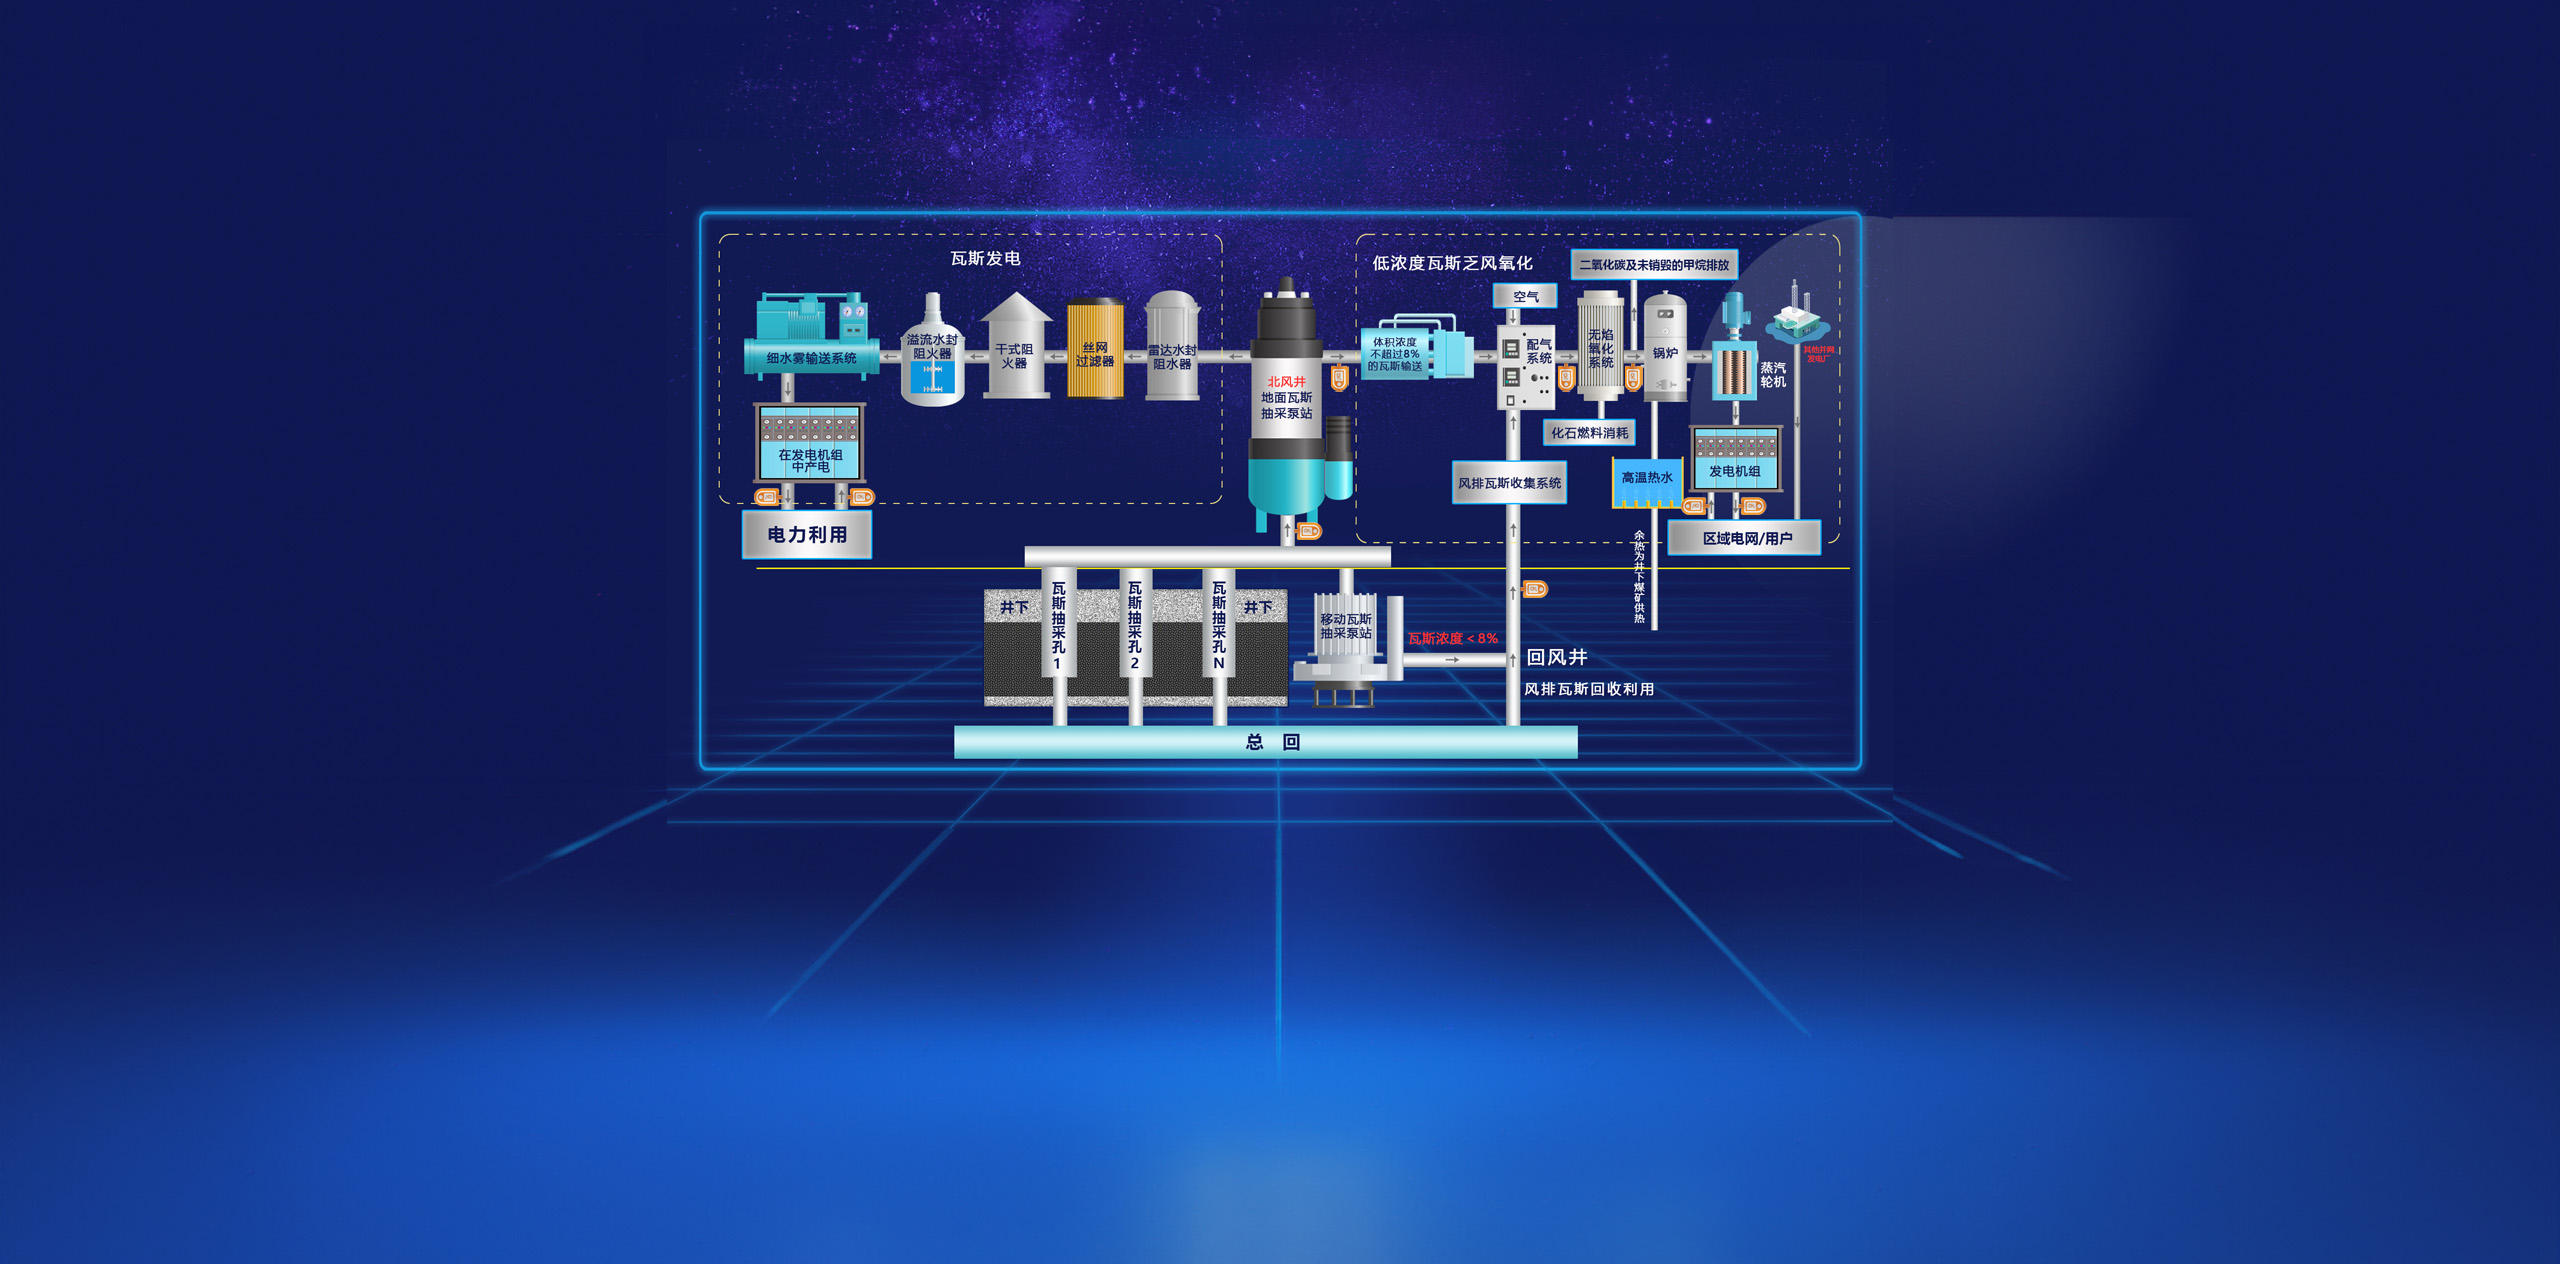 瓦斯发电
细水雾输送系统
溢流水封
阻火器
干式阻
火器
丝网
过滤器
雷达水封
阻水器
在发电机组
中产电
电力利用
北风井
地面瓦斯
抽采泵站
低浓度瓦斯乏风氧化
二氧化碳及未销毁的甲烷排放
空气
体积浓度
不超过8%
的瓦斯输送
配气
系统
无焰
氧化
系统
锅炉
蒸汽
轮机
其他并网
发电厂
化石燃料消耗
风排瓦斯收集系统
高温热水
发电机组
区域电网/用户
余热为井下煤矿供热
井下
瓦斯抽采孔1
瓦斯抽采孔2
瓦斯抽采孔N
井下
移动瓦斯
抽采泵站
瓦斯浓度<8%
回风井
风排瓦斯回收利用
总 回